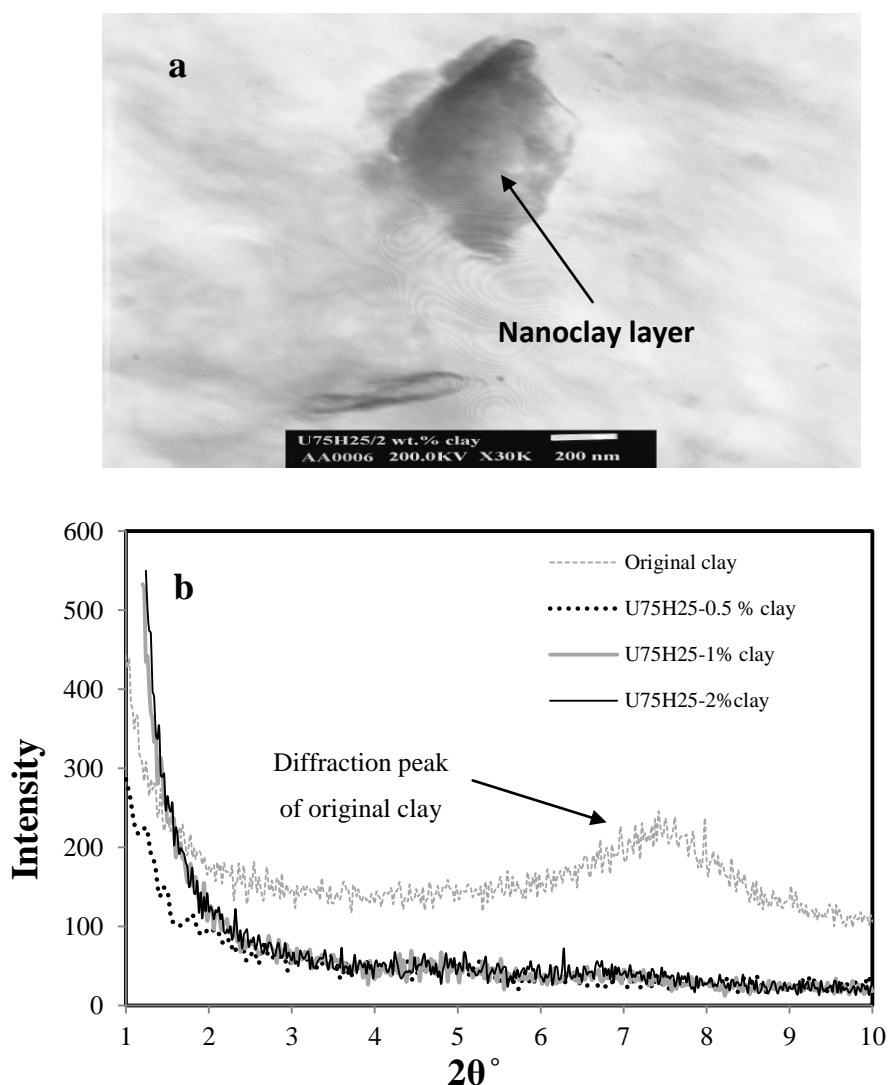 a
Nanoclay layer
U75H25/2 wt.% clay
AA0006 200.0KV X30K 200 nm
600
500
400
300
200
100
0
b
Original clay
U75H25-0.5 % clay
U75H25-1% clay
U75H25-2%clay
Diffraction peak
of original clay
Intensity
1 2 3 4 5 6 7 8 9 10
2θ°